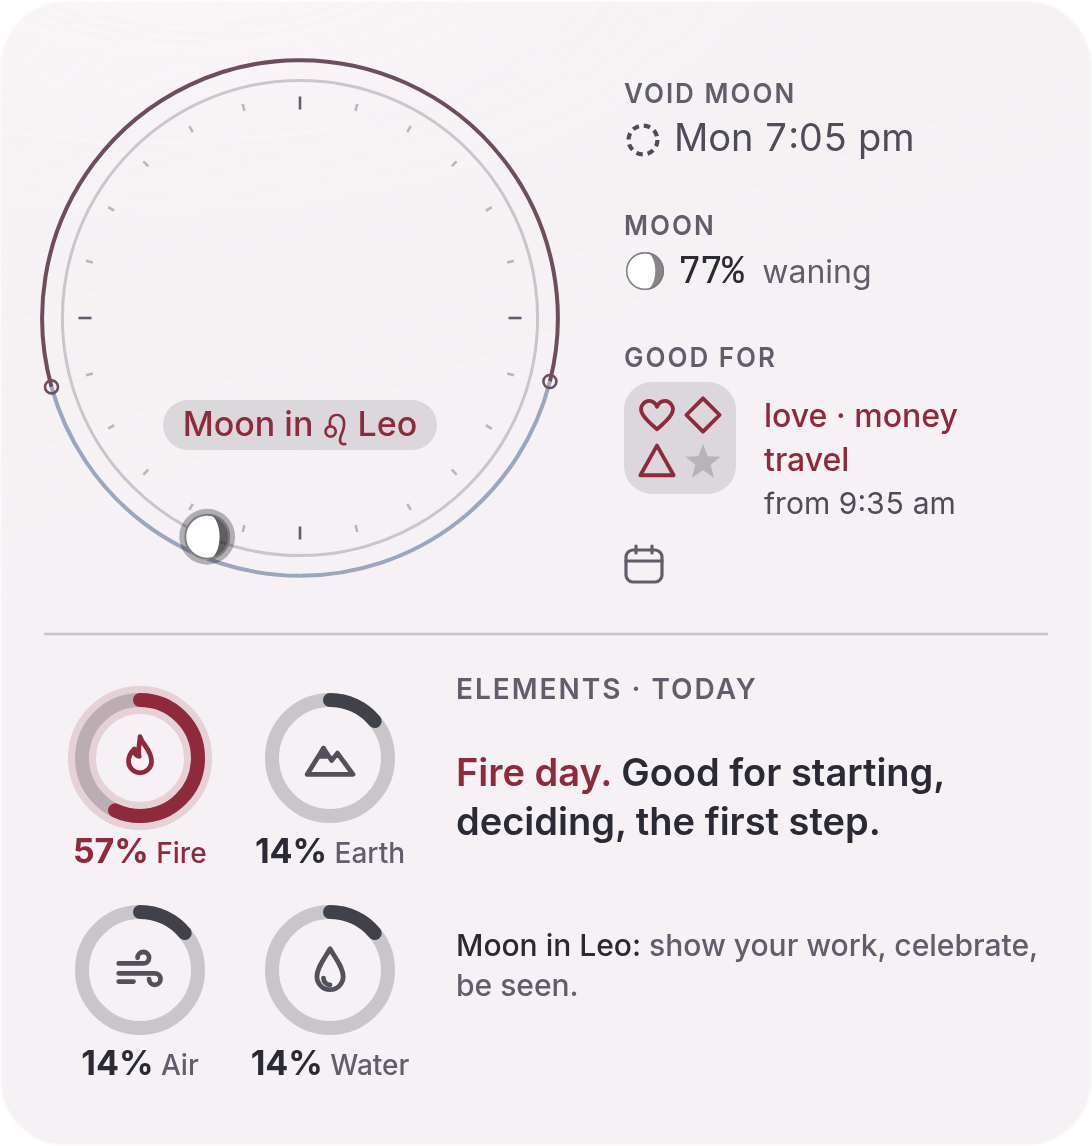 VOID MOON
Mon 7:05 pm
MOON
77% waning
GOOD FOR
love · money
travel
from 9:35 am
Moon in ♌ Leo
ELEMENTS · TODAY
Fire day. Good for starting,
deciding, the first step.
57% Fire
14% Earth
Moon in Leo: show your work, celebrate,
be seen.
14% Air
14% Water